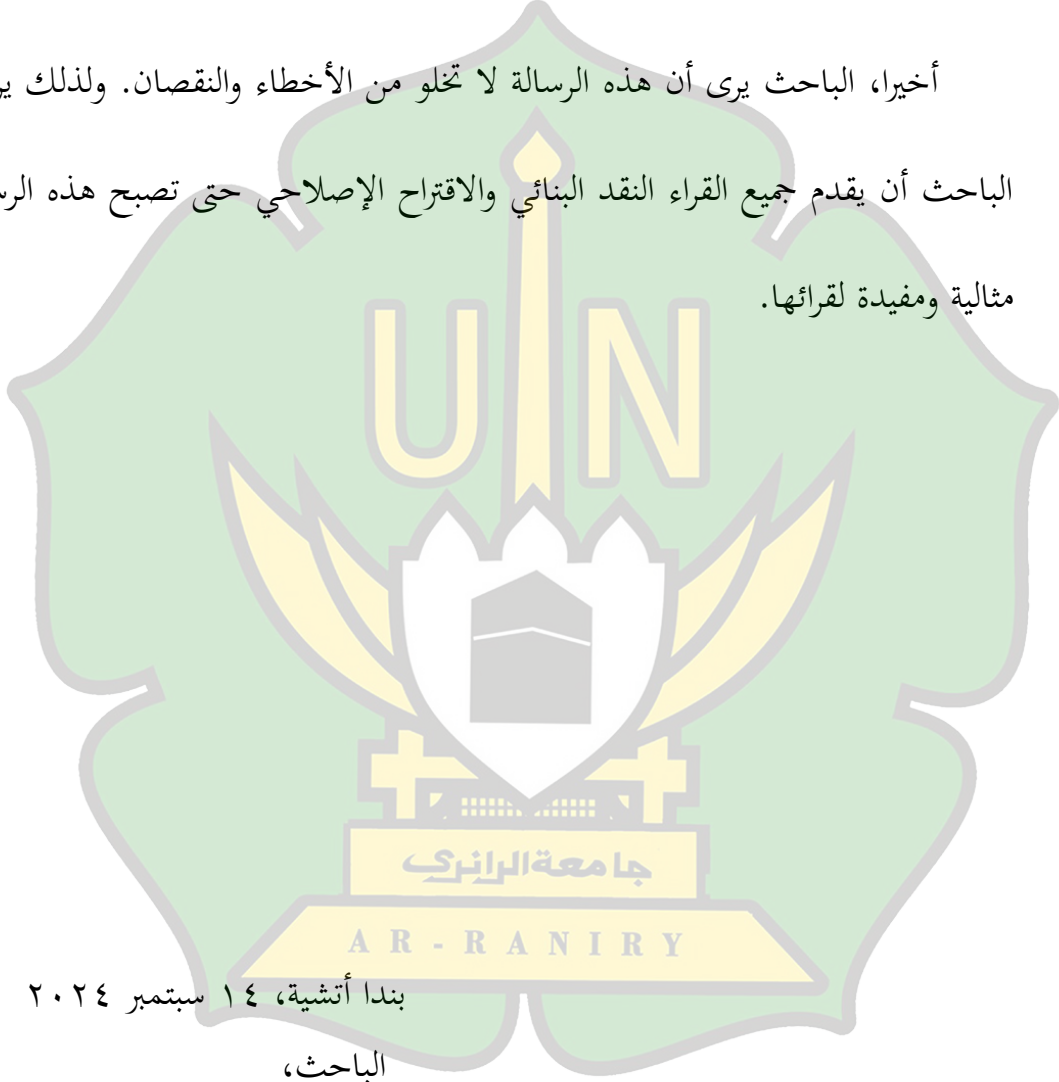 أخيرا، الباحث يرى أن هذه الرسالة لا تخلو من الأخطاء والنقصان. ولذلك
الباحث أن يقدم جميع القراء النقد البنائي والاقتراح الإصلاحي حتى تصبح هذه
مثالية ومفيدة لقرائها.
UIN
جامعة الرانري
AR-RANIRY
بندا أتشية، ١٤ سبتمبر ٢٠٢٤
الباحث،